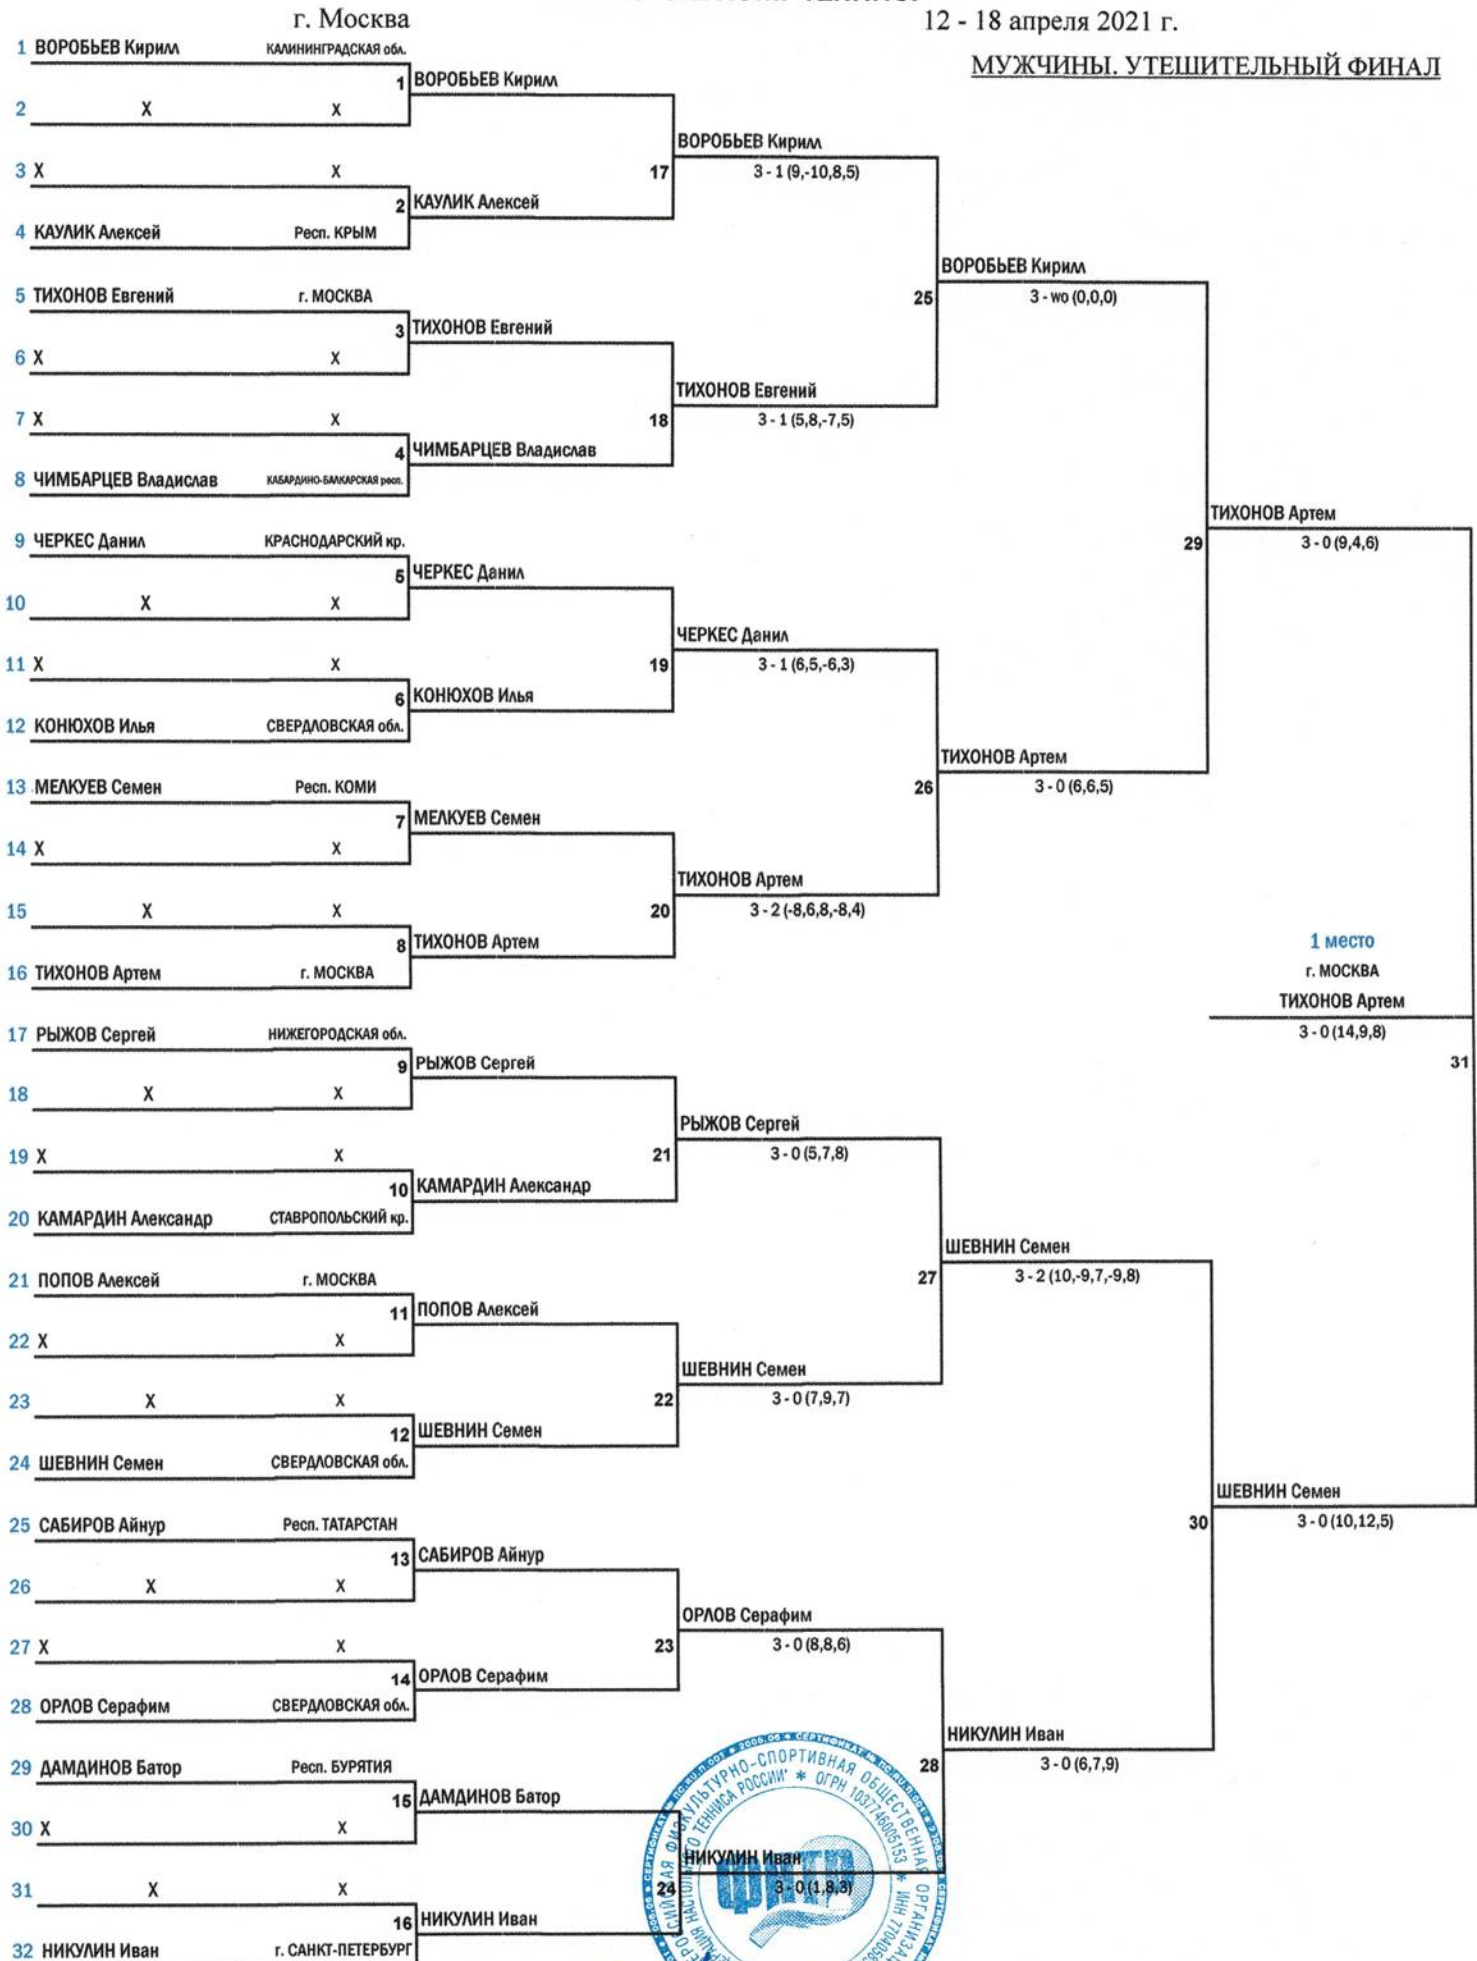 г. Москва
12 - 18 апреля 2021 г.
МУЖЧИНЫ. УТЕШИТЕЛЬНЫЙ ФИНАЛ
1 ВОРОБЬЕВ Кирилл КАЛИНИНГРАДСКАЯ обл.
1 ВОРОБЬЕВ Кирилл
2 X X
ВОРОБЬЕВ Кирилл
17 3 - 1 (9,-10,8,5)
3 X X
2 КАУЛИК Алексей
4 КАУЛИК Алексей Респ. КРЫМ
ВОРОБЬЕВ Кирилл
25 3 - wo (0,0,0)
5 ТИХОНОВ Евгений г. МОСКВА
3 ТИХОНОВ Евгений
6 X X
ТИХОНОВ Евгений
18 3 - 1 (5,8,-7,5)
7 X X
4 ЧИМБАРЦЕВ Владислав
8 ЧИМБАРЦЕВ Владислав КАБАРДИНО-БАЛКАРСКАЯ респ.
ТИХОНОВ Артем
29 3 - 0 (9,4,6)
9 ЧЕРКЕС Данил КРАСНОДАРСКИЙ кр.
5 ЧЕРКЕС Данил
10 X X
ЧЕРКЕС Данил
19 3 - 1 (6,5,-6,3)
11 X X
6 КОНЮХОВ Илья
12 КОНЮХОВ Илья СВЕРДЛОВСКАЯ обл.
ТИХОНОВ Артем
26 3 - 0 (6,6,5)
13 МЕЛКУЕВ Семен Респ. КОМИ
7 МЕЛКУЕВ Семен
14 X X
ТИХОНОВ Артем
20 3 - 2 (-8,6,8,-8,4)
15 X X
8 ТИХОНОВ Артем
16 ТИХОНОВ Артем г. МОСКВА
1 место
г. МОСКВА
ТИХОНОВ Артем
3 - 0 (14,9,8)
31
17 РЫЖОВ Сергей НИЖЕГОРОДСКАЯ обл.
9 РЫЖОВ Сергей
18 X X
РЫЖОВ Сергей
21 3 - 0 (5,7,8)
19 X X
10 КАМАРДИН Александр
20 КАМАРДИН Александр СТАВРОПОЛЬСКИЙ кр.
ШЕВНИН Семен
27 3 - 2 (10,-9,7,-9,8)
21 ПОПОВ Алексей г. МОСКВА
11 ПОПОВ Алексей
22 X X
ШЕВНИН Семен
22 3 - 0 (7,9,7)
23 X X
12 ШЕВНИН Семен
24 ШЕВНИН Семен СВЕРДЛОВСКАЯ обл.
ШЕВНИН Семен
30 3 - 0 (10,12,5)
25 САБИРОВ Айнур Респ. ТАТАРСТАН
13 САБИРОВ Айнур
26 X X
ОРЛОВ Серафим
23 3 - 0 (8,8,6)
27 X X
14 ОРЛОВ Серафим
28 ОРЛОВ Серафим СВЕРДЛОВСКАЯ обл.
НИКУЛИН Иван
28 3 - 0 (6,7,9)
29 ДАМДИНОВ Батор Респ. БУРЯТИЯ
15 ДАМДИНОВ Батор
30 X X
НИКУЛИН Иван
24 3 - 0 (1,8,3)
31 X X
16 НИКУЛИН Иван
32 НИКУЛИН Иван г. САНКТ-ПЕТЕРБУРГ
ФИЗКУЛЬТУРНО-СПОРТИВНАЯ ОБЩЕСТВЕННАЯ
ТЕННИСА РОССИИ" * ОГРН 1037746005153 * ИНН
ФНТР